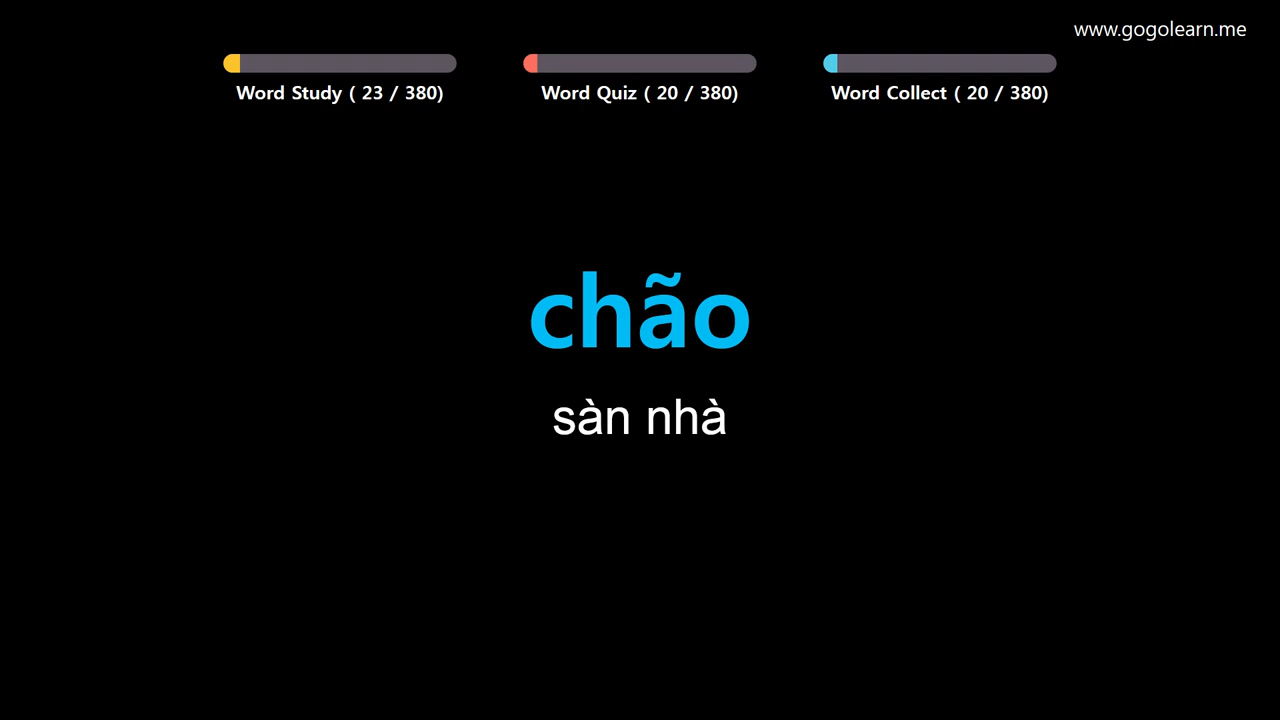 www.gogolearn.me
Word Study ( 23 / 380)
Word Quiz ( 20 / 380)
Word Collect ( 20 / 380)
chão
sàn nhà